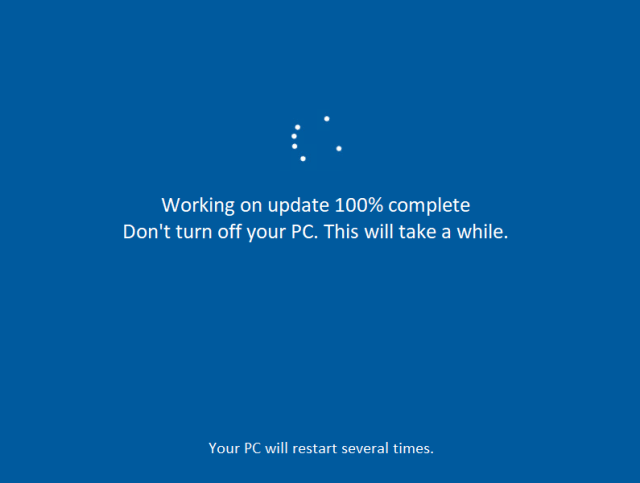 Working on update 100% complete
Don't turn off your PC. This will take a while.
Your PC will restart several times.